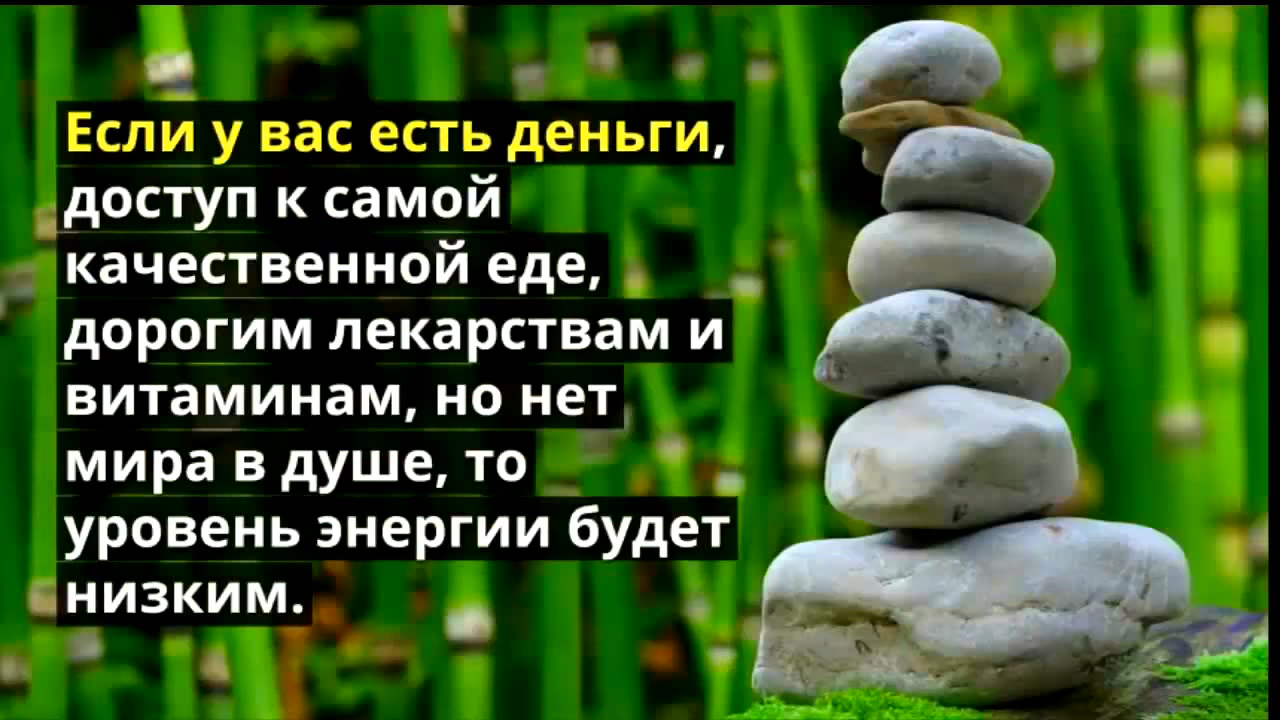 Если у вас есть деньги,
доступ к самой
качественной еде,
дорогим лекарствам и
витаминам, но нет
мира в душе, то
уровень энергии будет
низким.